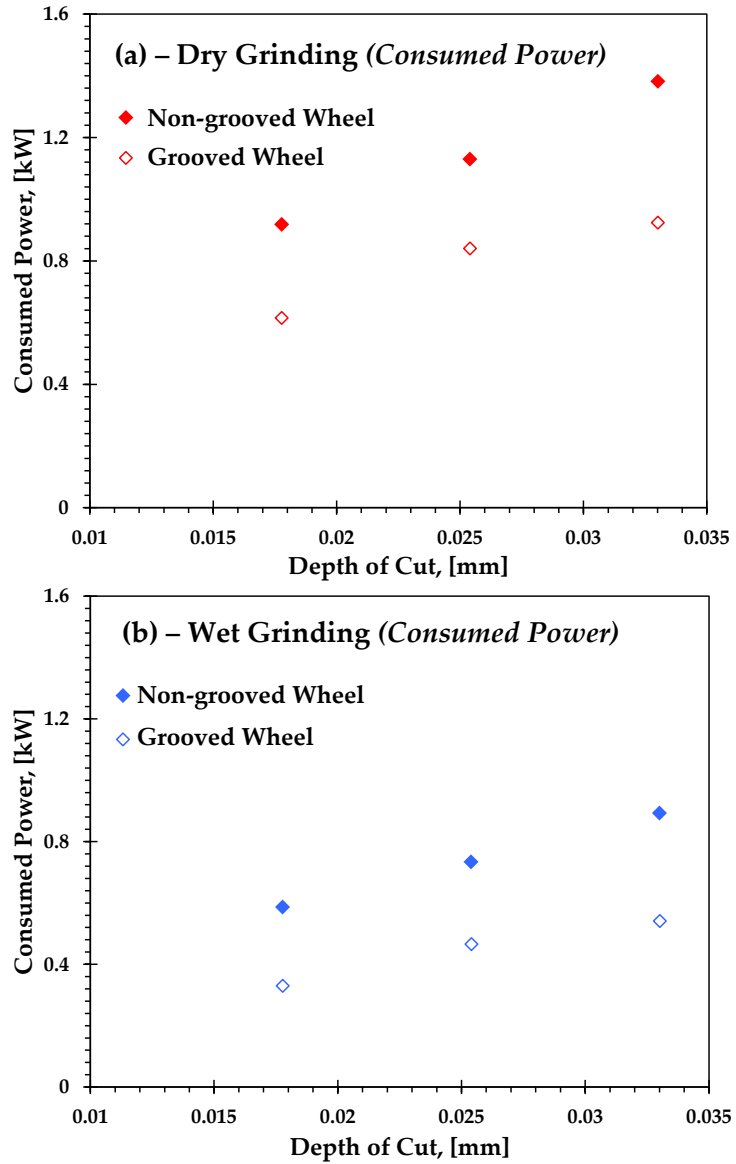 (a) – Dry Grinding (Consumed Power)
Non-grooved Wheel
Grooved Wheel
Consumed Power, [kW]
1.6
1.2
0.8
0.4
0
0.01 0.015 0.02 0.025 0.03 0.035
Depth of Cut, [mm]
(b) – Wet Grinding (Consumed Power)
Non-grooved Wheel
Grooved Wheel
Consumed Power, [kW]
1.6
1.2
0.8
0.4
0
0.01 0.015 0.02 0.025 0.03 0.035
Depth of Cut, [mm]